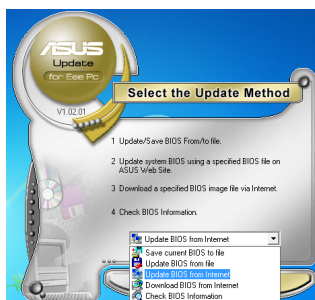 ASUS
Update
for Eee Pc
V1.02.01
Select the Update Method
1 Update/Save BIOS From/to file.
2 Update system BIOS using a specified BIOS file on
ASUS Web Site.
3 Download a specified BIOS image file via Internet.
4 Check BIOS Information.
Update BIOS from Internet
Save current BIOS to file
Update BIOS from file
Update BIOS from Internet
Download BIOS from Internet
Check BIOS Information